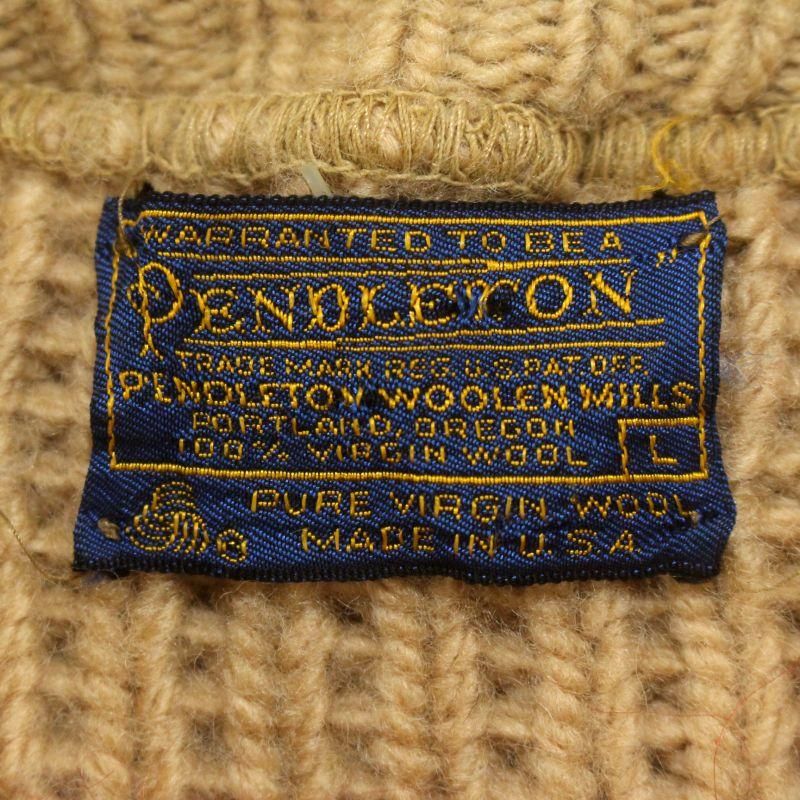 WARRANTED TO BE A
"PENDLETON"
TRADE MARK REG. U.S. PAT. OFF.
PENDLETON WOOLEN MILLS
PORTLAND, OREGON
100% VIRGIN WOOL
L
PURE VIRGIN WOOL
MADE IN U.S.A.